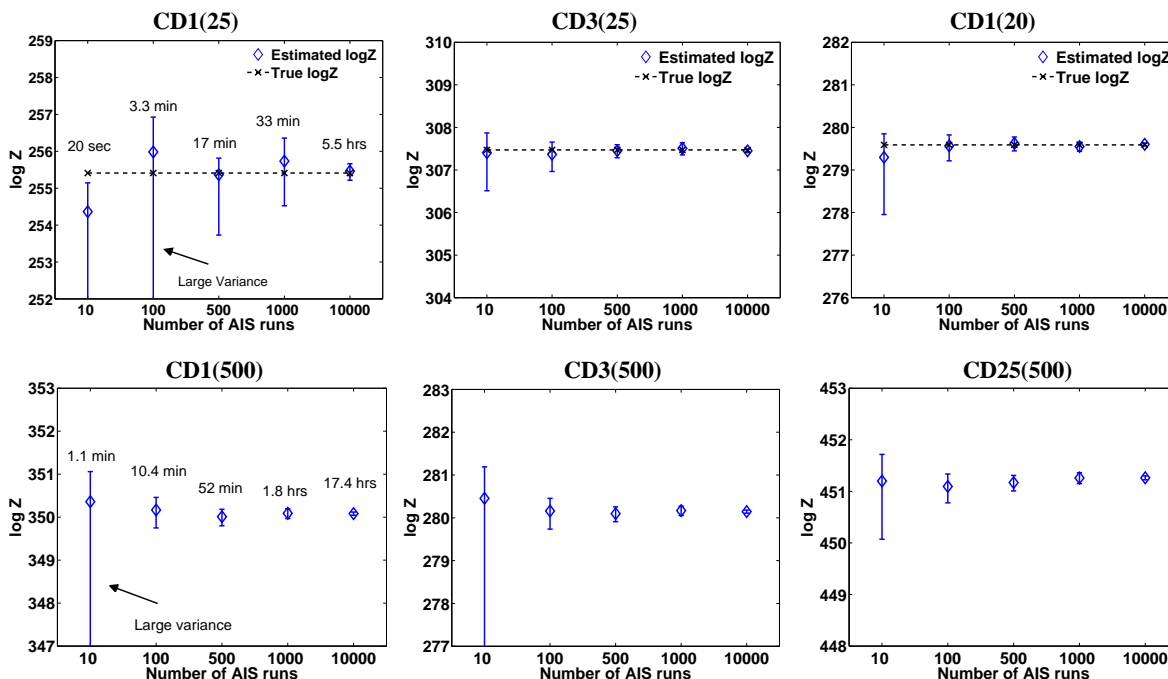 CD1(25)
259
258
257
256
255
254
253
252
log Z
Estimated logZ
True logZ
20 sec
3.3 min
17 min
33 min
5.5 hrs
Large Variance
10 100 500 1000 10000
Number of AIS runs
CD3(25)
310
309
308
307
306
305
304
log Z
Estimated logZ
True logZ
10 100 500 1000 10000
Number of AIS runs
CD1(20)
282
281
280
279
278
277
276
log Z
Estimated logZ
True logZ
10 100 500 1000 10000
Number of AIS runs
CD1(500)
353
352
351
350
349
348
347
log Z
1.1 min
10.4 min
52 min
1.8 hrs
17.4 hrs
Large variance
10 100 500 1000 10000
Number of AIS runs
CD3(500)
283
282
281
280
279
278
277
log Z
10 100 500 1000 10000
Number of AIS runs
CD25(500)
453
452
451
450
449
448
log Z
10 100 500 1000 10000
Number of AIS runs